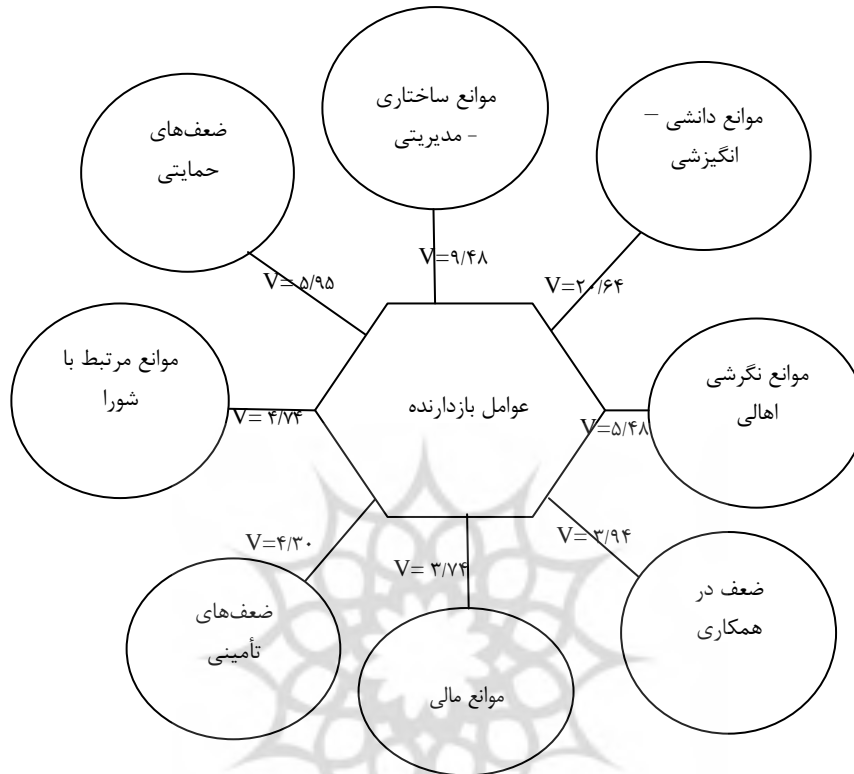 موانع ساختاری
- مدیریتی
موانع دانشی –
انگیزشی
ضعف‌های
حمایتی
V=۹/۴۸
V=۲۰/۶۴
V= ۵/۹۵
موانع مرتبط با
شورا
عوامل بازدارنده
موانع نگرشی
اهالی
V= ۴/۷۴
V=۵/۴۸
V=۴/۳۰
V= ۳/۷۴
V= ۳/۹۴
ضعف‌های
تأمینی
موانع مالی
ضعف در
همکاری